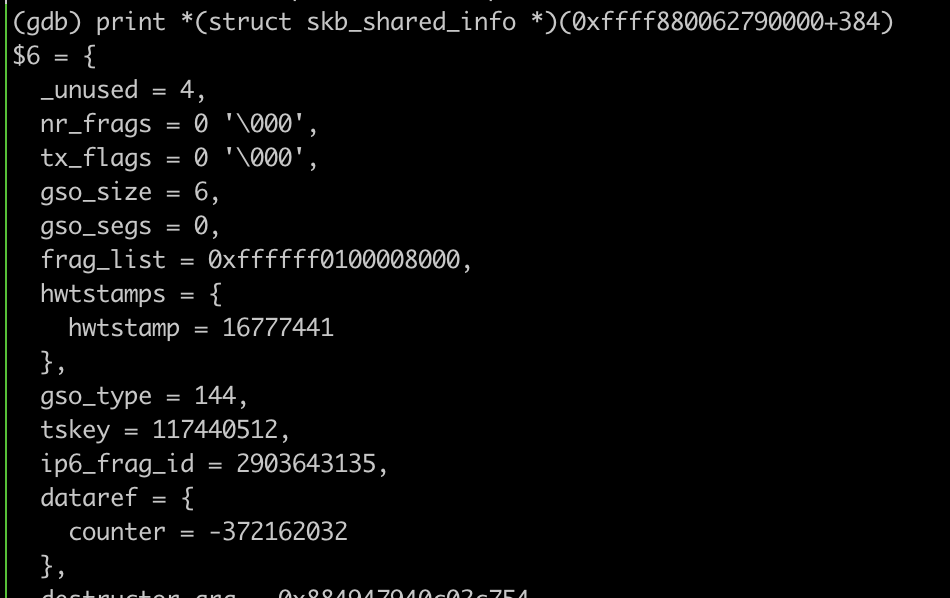 (gdb) print *(struct skb_shared_info *)(0xffff880062790000+384)
$6 = {
  _unused = 4,
  nr_frags = 0 '\000',
  tx_flags = 0 '\000',
  gso_size = 6,
  gso_segs = 0,
  frag_list = 0xffffff0100008000,
  hwtstamps = {
    hwtstamp = 16777441
  },
  gso_type = 144,
  tskey = 117440512,
  ip6_frag_id = 2903643135,
  dataref = {
    counter = -372162032
  },